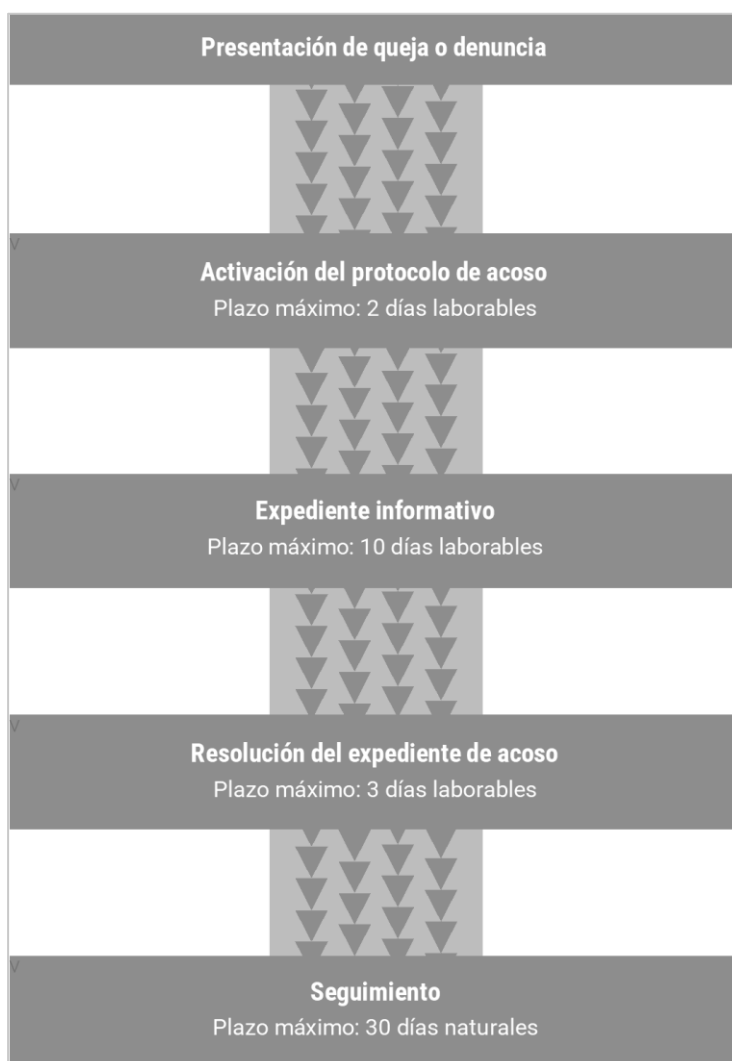 Presentación de queja o denuncia
V
Activación del protocolo de acoso
Plazo máximo: 2 días laborables
V
Expediente informativo
Plazo máximo: 10 días laborables
V
Resolución del expediente de acoso
Plazo máximo: 3 días laborables
V
Seguimiento
Plazo máximo: 30 días naturales